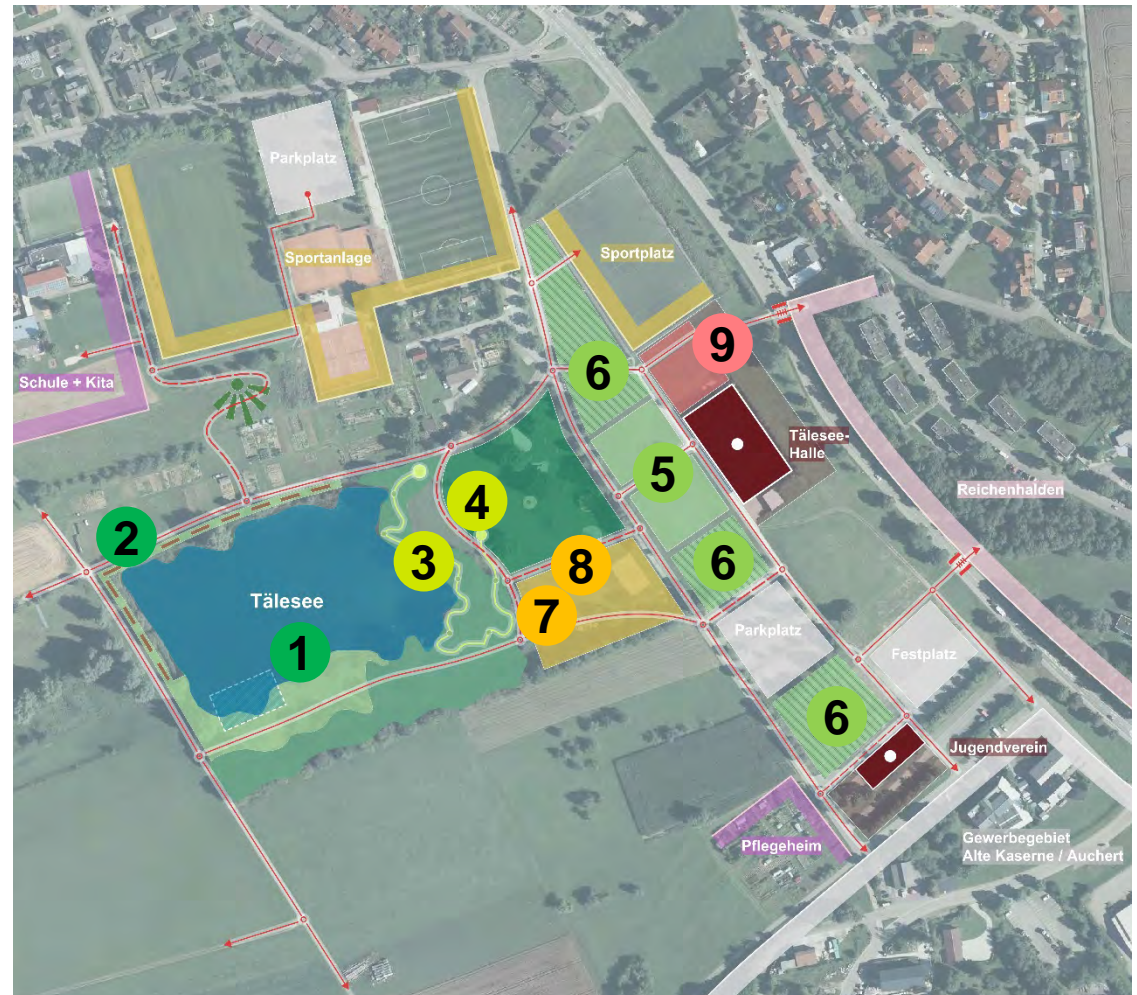 Parkplatz
Sportanlage
Sportplatz
Schule + Kita
9
6
Tälesee-
Halle
5
Reichenhalden
4
2
3
8
6
Tälesee
7
1
Parkplatz
Festplatz
6
Jugendverein
Pflegeheim
Gewerbegebiet
Alte Kaserne / Auchert